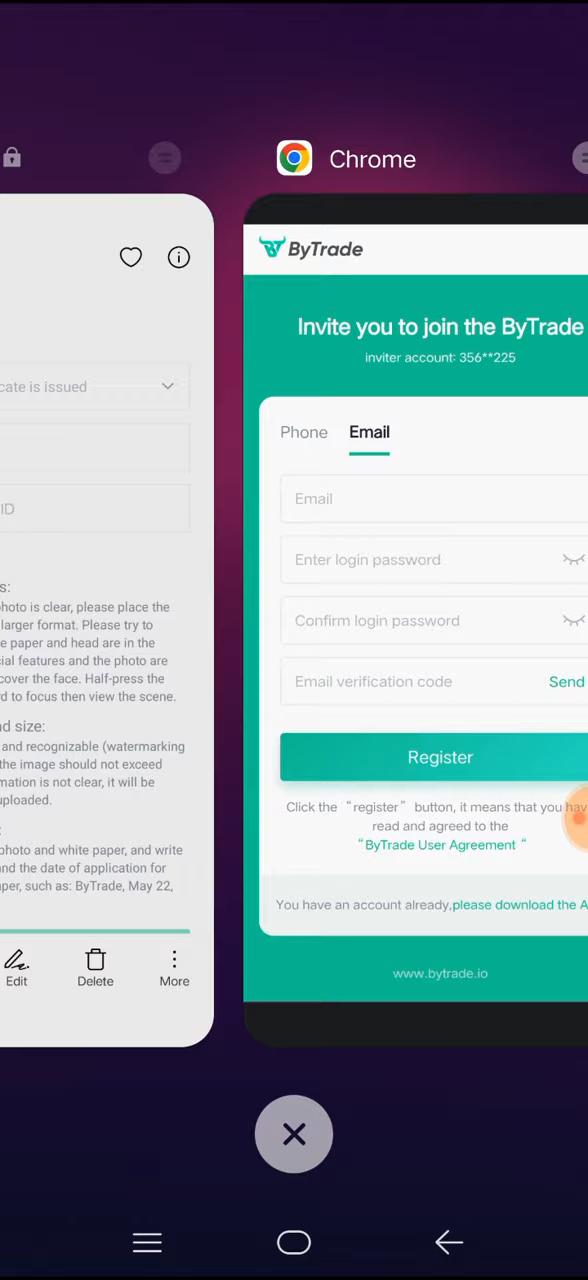 Chrome
cate is issued
ID
s:
hoto is clear, please place the
larger format. Please try to
e paper and head are in the
cial features and the photo are
cover the face. Half-press the
rd to focus then view the scene.
nd size:
and recognizable (watermarking
the image should not exceed
mation is not clear, it will be
uploaded.
:
photo and white paper, and write
nd the date of application for
aper, such as: ByTrade, May 22,
Edit
Delete
More
ByTrade
Invite you to join the ByTrade
inviter account: 356**225
Phone
Email
Email
Enter login password
Confirm login password
Email verification code
Send
Register
Click the “register” button, it means that you hav
read and agreed to the
“ByTrade User Agreement “
You have an account already,please download the A
www.bytrade.io